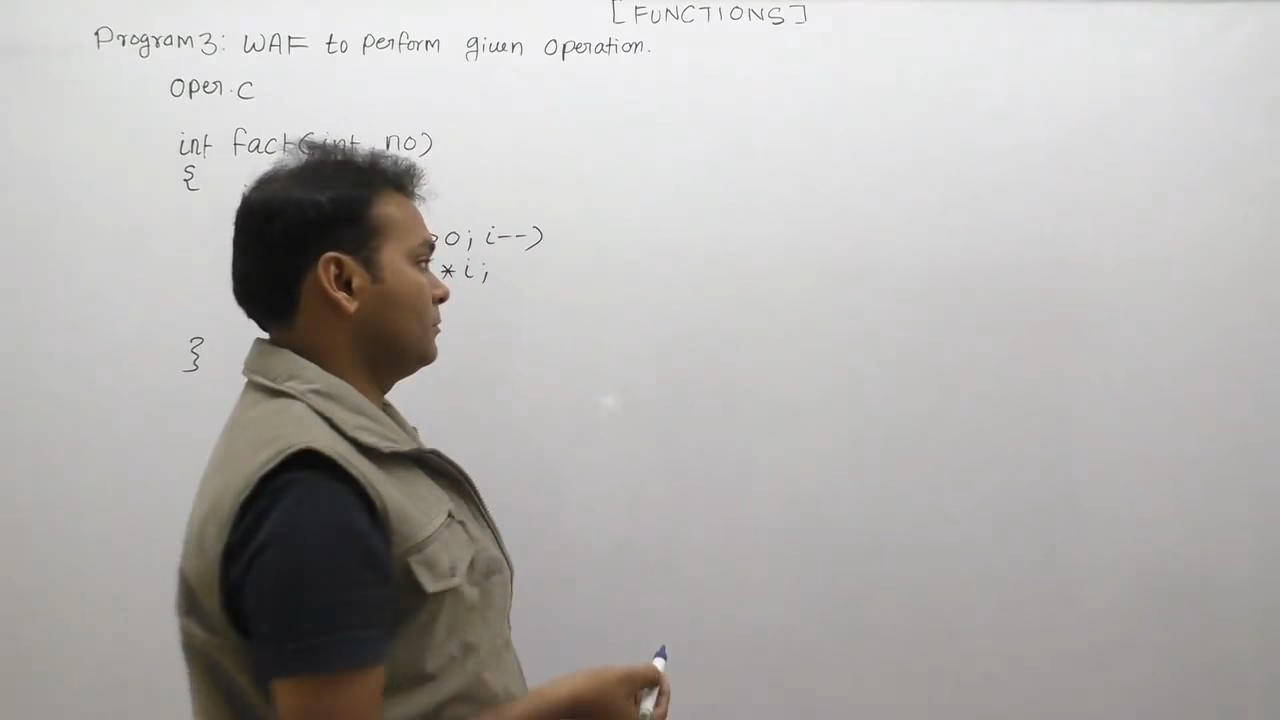 [FUNCTIONS]
Program 3: WAF to perform given operation.
oper.c
int fact(int no)
{
>0; i--)
*i;
}